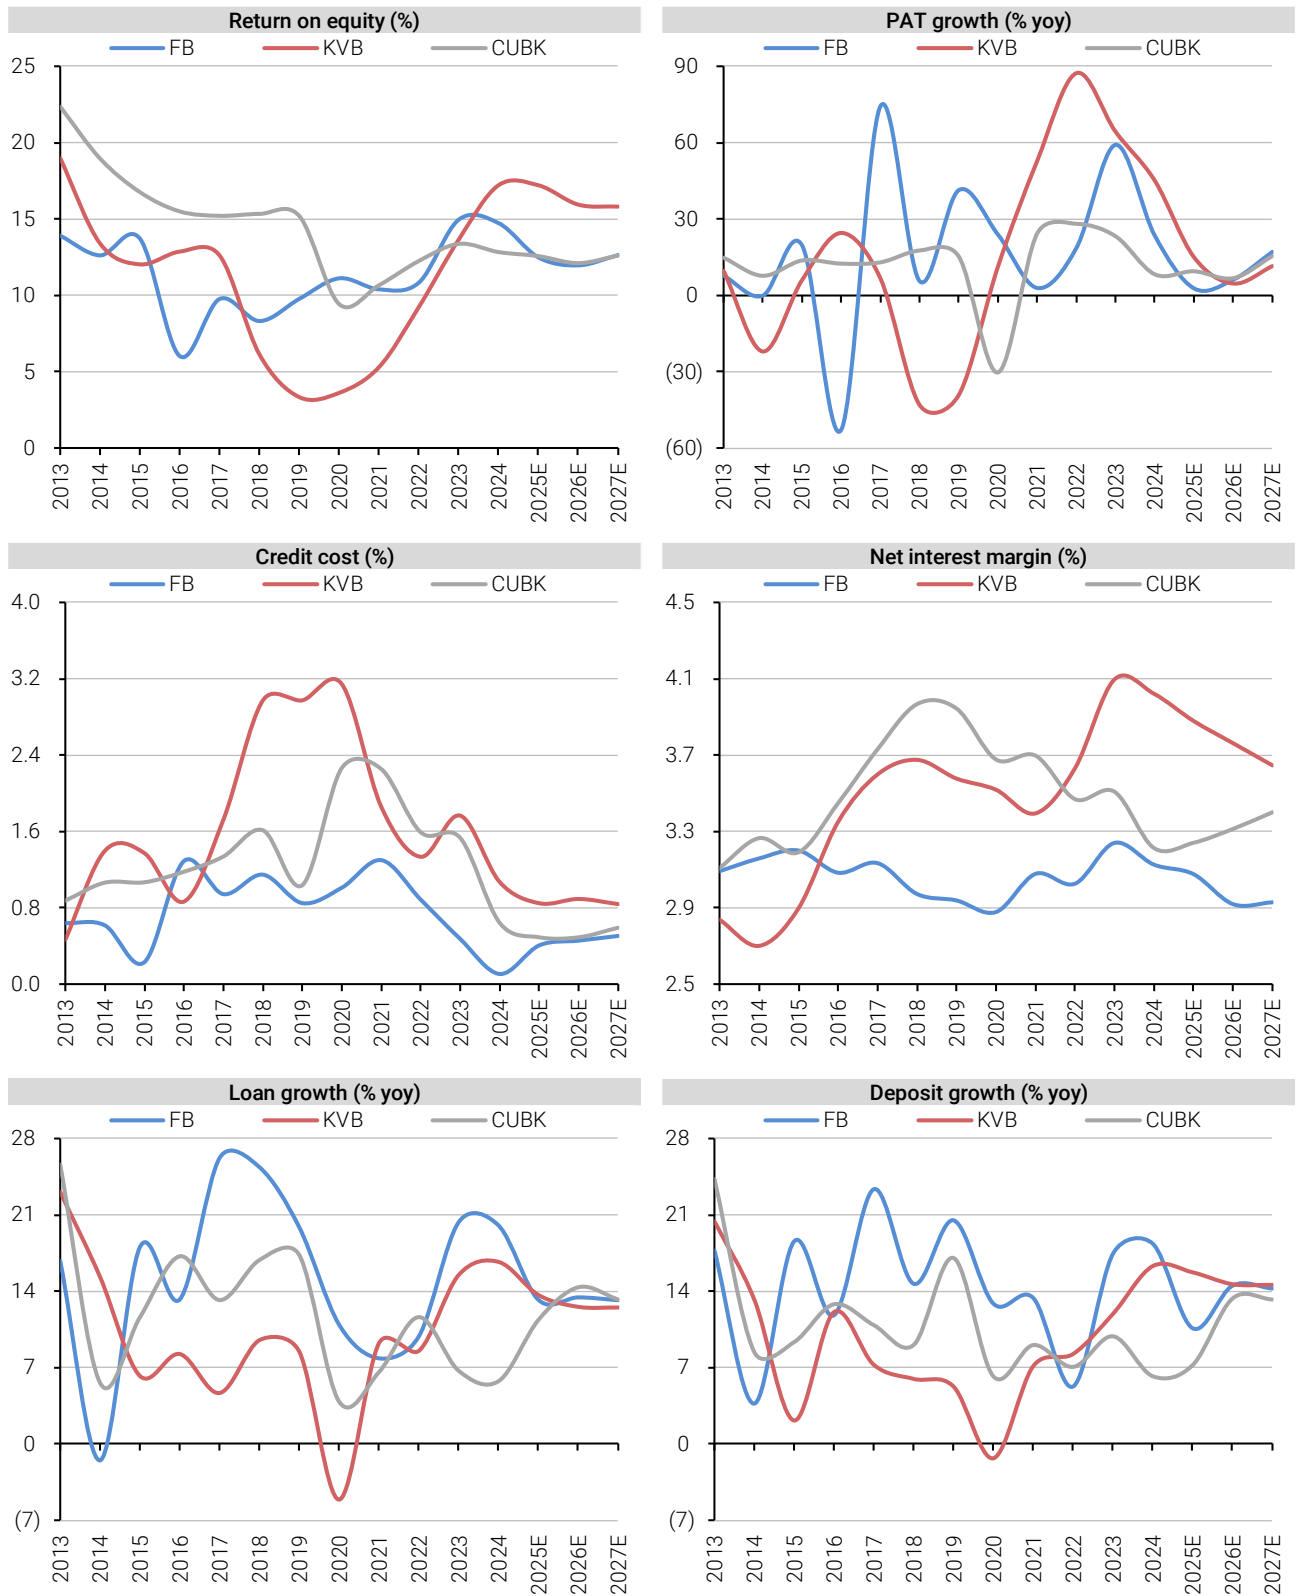 Return on equity (%)
FB KVB CUBK
25
20
15
10
5
0
2013 2014 2015 2016 2017 2018 2019 2020 2021 2022 2023 2024 2025E 2026E 2027E
PAT growth (% yoy)
FB KVB CUBK
90
60
30
0
(30)
(60)
2013 2014 2015 2016 2017 2018 2019 2020 2021 2022 2023 2024 2025E 2026E 2027E
Credit cost (%)
FB KVB CUBK
4.0
3.2
2.4
1.6
0.8
0.0
2013 2014 2015 2016 2017 2018 2019 2020 2021 2022 2023 2024 2025E 2026E 2027E
Net interest margin (%)
FB KVB CUBK
4.5
4.1
3.7
3.3
2.9
2.5
2013 2014 2015 2016 2017 2018 2019 2020 2021 2022 2023 2024 2025E 2026E 2027E
Loan growth (% yoy)
FB KVB CUBK
28
21
14
7
0
(7)
2013 2014 2015 2016 2017 2018 2019 2020 2021 2022 2023 2024 2025E 2026E 2027E
Deposit growth (% yoy)
FB KVB CUBK
28
21
14
7
0
(7)
2013 2014 2015 2016 2017 2018 2019 2020 2021 2022 2023 2024 2025E 2026E 2027E